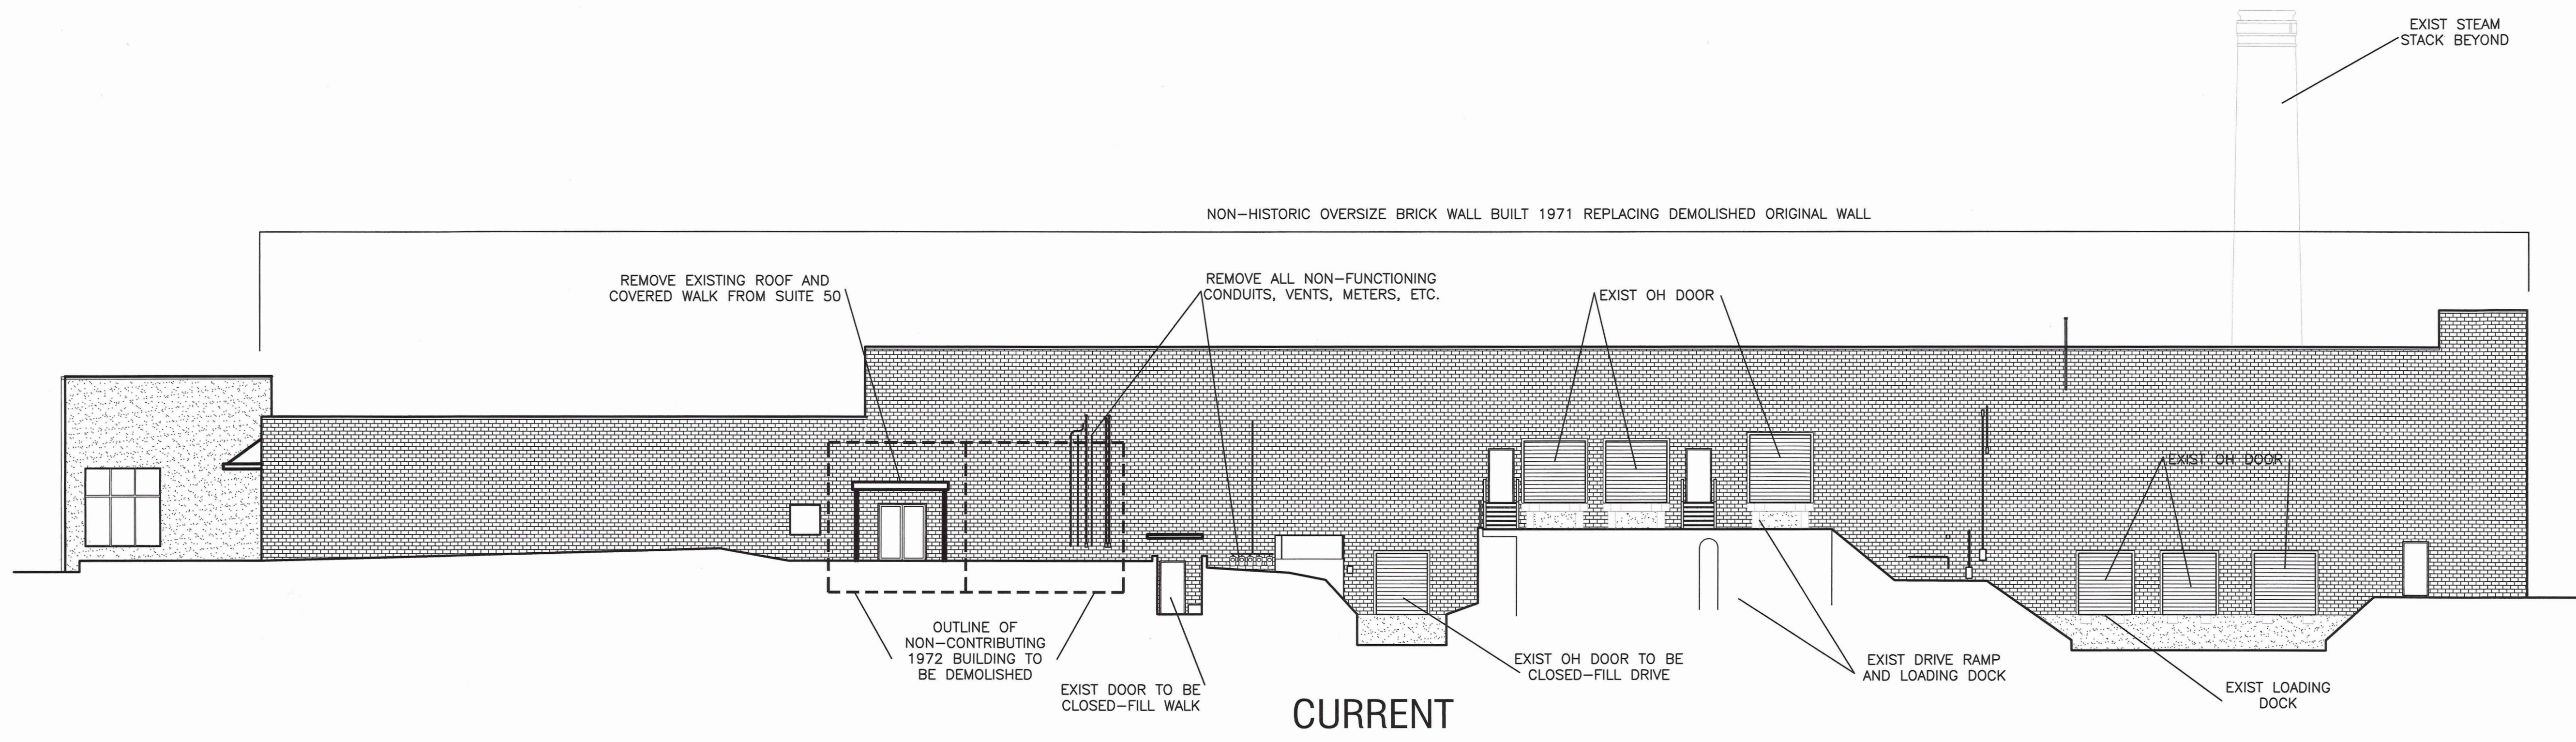 EXIST STEAM
STACK BEYOND
NON-HISTORIC OVERSIZE BRICK WALL BUILT 1971 REPLACING DEMOLISHED ORIGINAL WALL
REMOVE EXISTING ROOF AND
COVERED WALK FROM SUITE 50
REMOVE ALL NON-FUNCTIONING
CONDUITS, VENTS, METERS, ETC.
EXIST OH DOOR
EXIST OH DOOR
OUTLINE OF
NON-CONTRIBUTING
1972 BUILDING TO
BE DEMOLISHED
EXIST DOOR TO BE
CLOSED-FILL WALK
EXIST OH DOOR TO BE
CLOSED-FILL DRIVE
EXIST DRIVE RAMP
AND LOADING DOCK
EXIST LOADING
DOCK
CURRENT